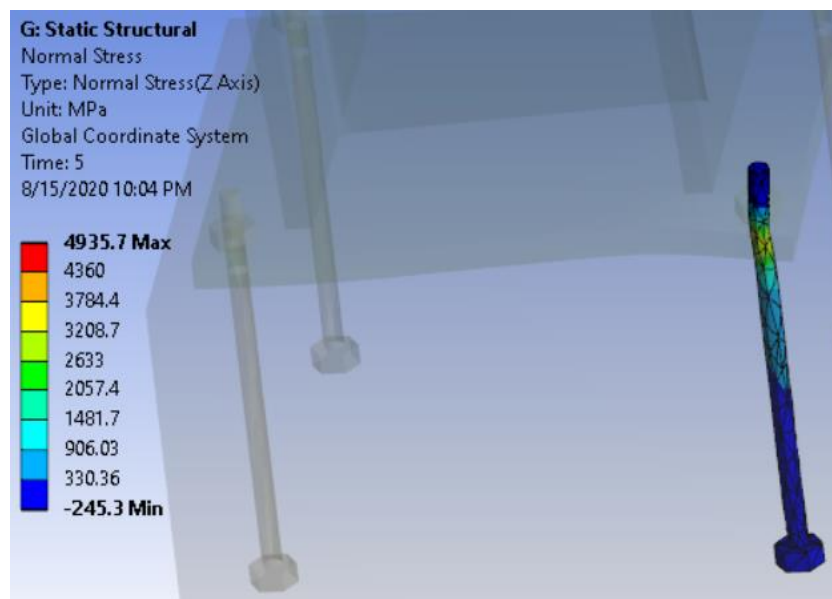 G: Static Structural
Normal Stress
Type: Normal Stress(Z Axis)
Unit: MPa
Global Coordinate System
Time: 5
8/15/2020 10:04 PM
4935.7 Max
4360
3784.4
3208.7
2633
2057.4
1481.7
906.03
330.36
-245.3 Min